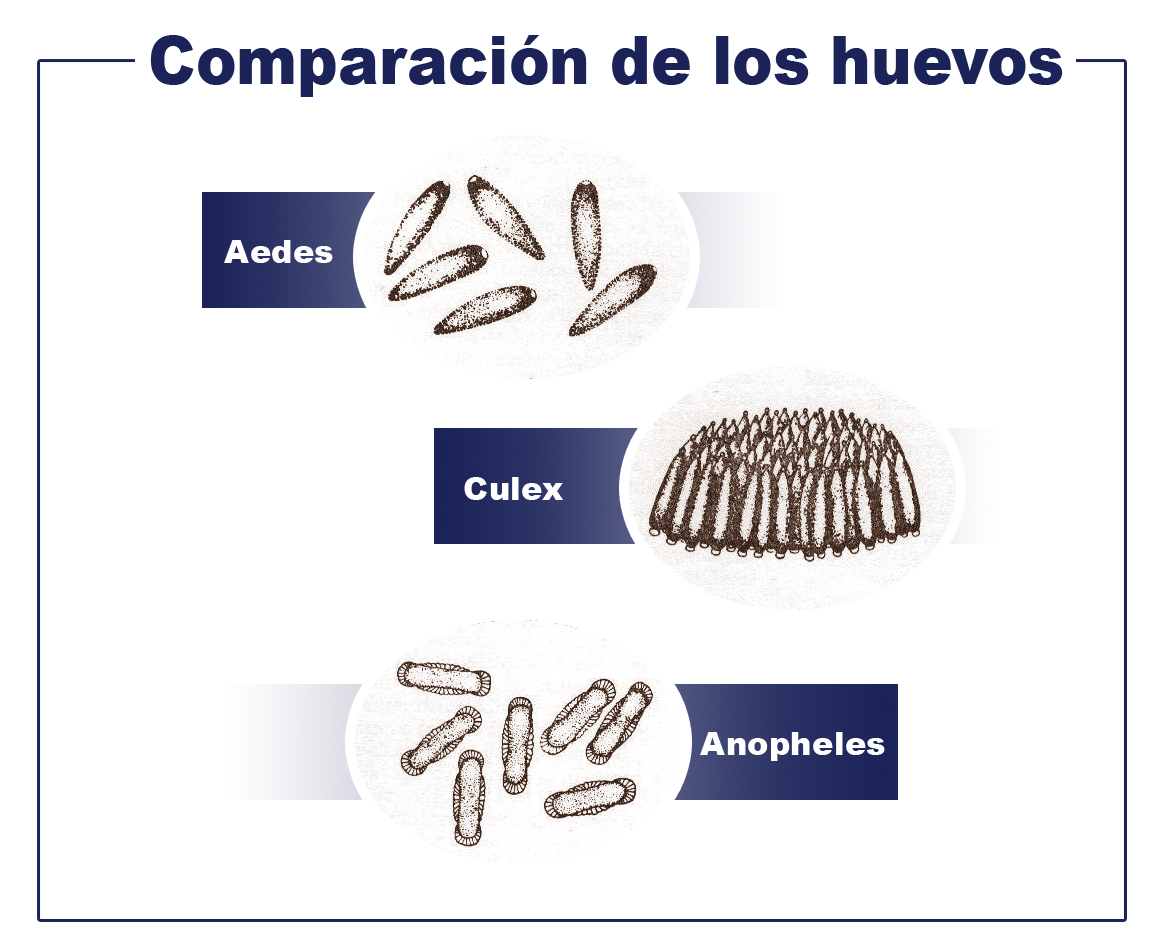 Comparación de los huevos
Aedes
Culex
Anopheles